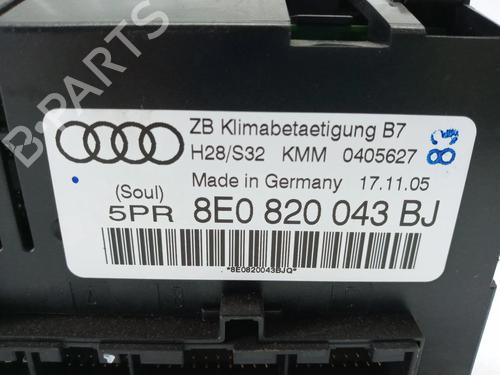 ZB Klimabetaetigung B7
H28/S32 KMM 0405627
Made in Germany 17.11.05
(Soul)
5PR 8E0 820 043 BJ
*8E0820043BJQ*
B-PARTS